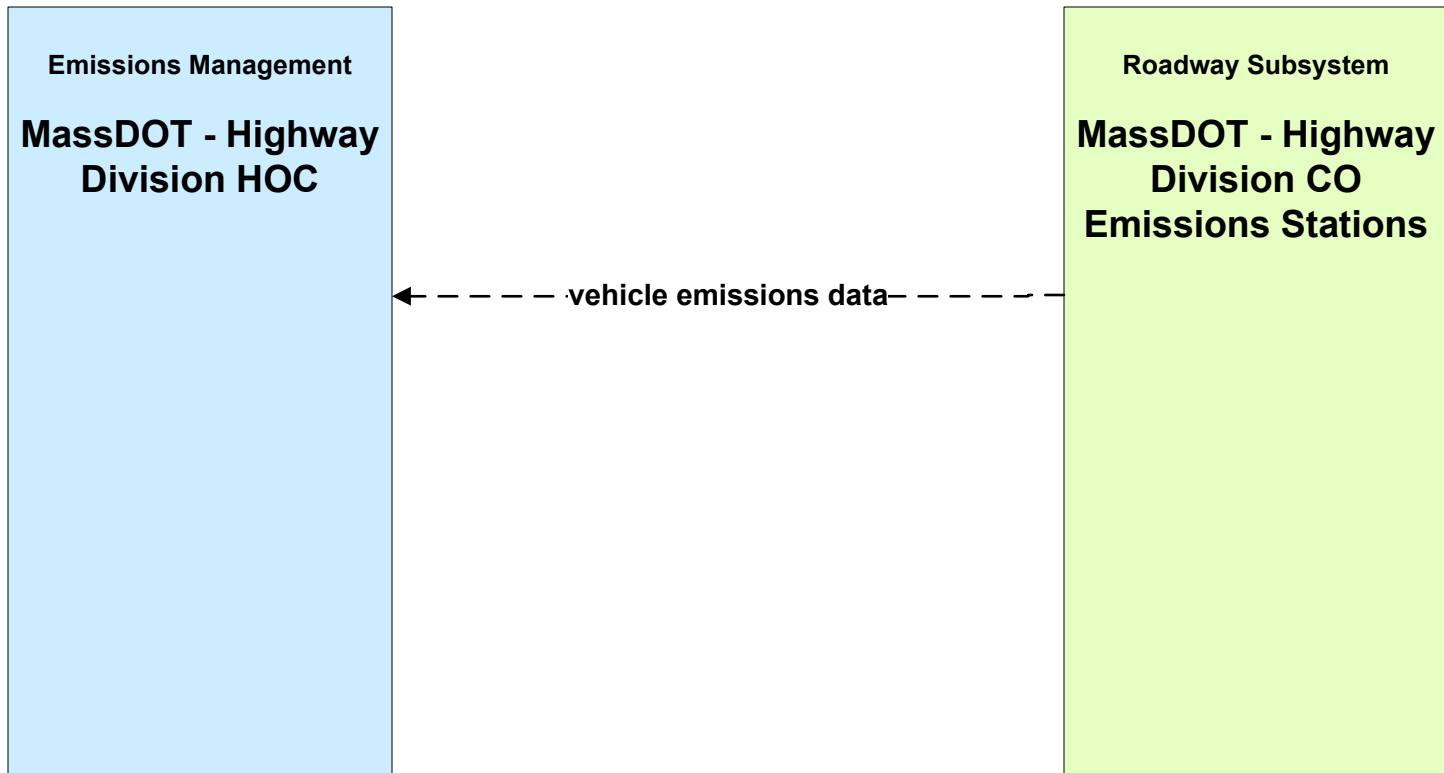 Emissions Management
MassDOT - Highway
Division HOC
vehicle emissions data
Roadway Subsystem
MassDOT - Highway
Division CO
Emissions Stations